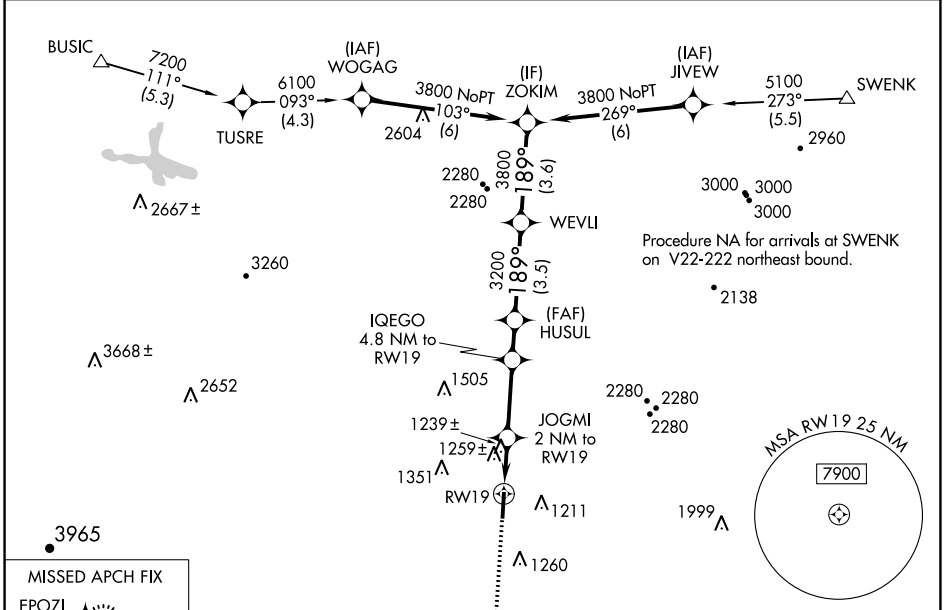 BUSIC
7200
111°
(5.3)
TUSRE
6100
093°
(4.3)
(IAF)
WOGAG
3800 NoPT
103°
(6)
2604
(IF)
ZOKIM
3800 NoPT
269°
(6)
(IAF)
JIVEW
5100
273°
(5.5)
SWENK
2960
3800
189°
(3.6)
2280
2280
3000
3000
3000
2667 ±
WEVLI
Procedure NA for arrivals at SWENK
on V22-222 northeast bound.
3260
3200
189°
(3.5)
2138
(FAF)
HUSUL
IQEGO
4.8 NM to
RW19
3668 ±
2652
1505
2280
2280
2280
JOGMI
2 NM to
RW19
1239 ±
1259 ±
1351
RW19
1211
1999
MSA RW 19 25 NM
7900
1260
3965
MISSED APCH FIX
EPOZI